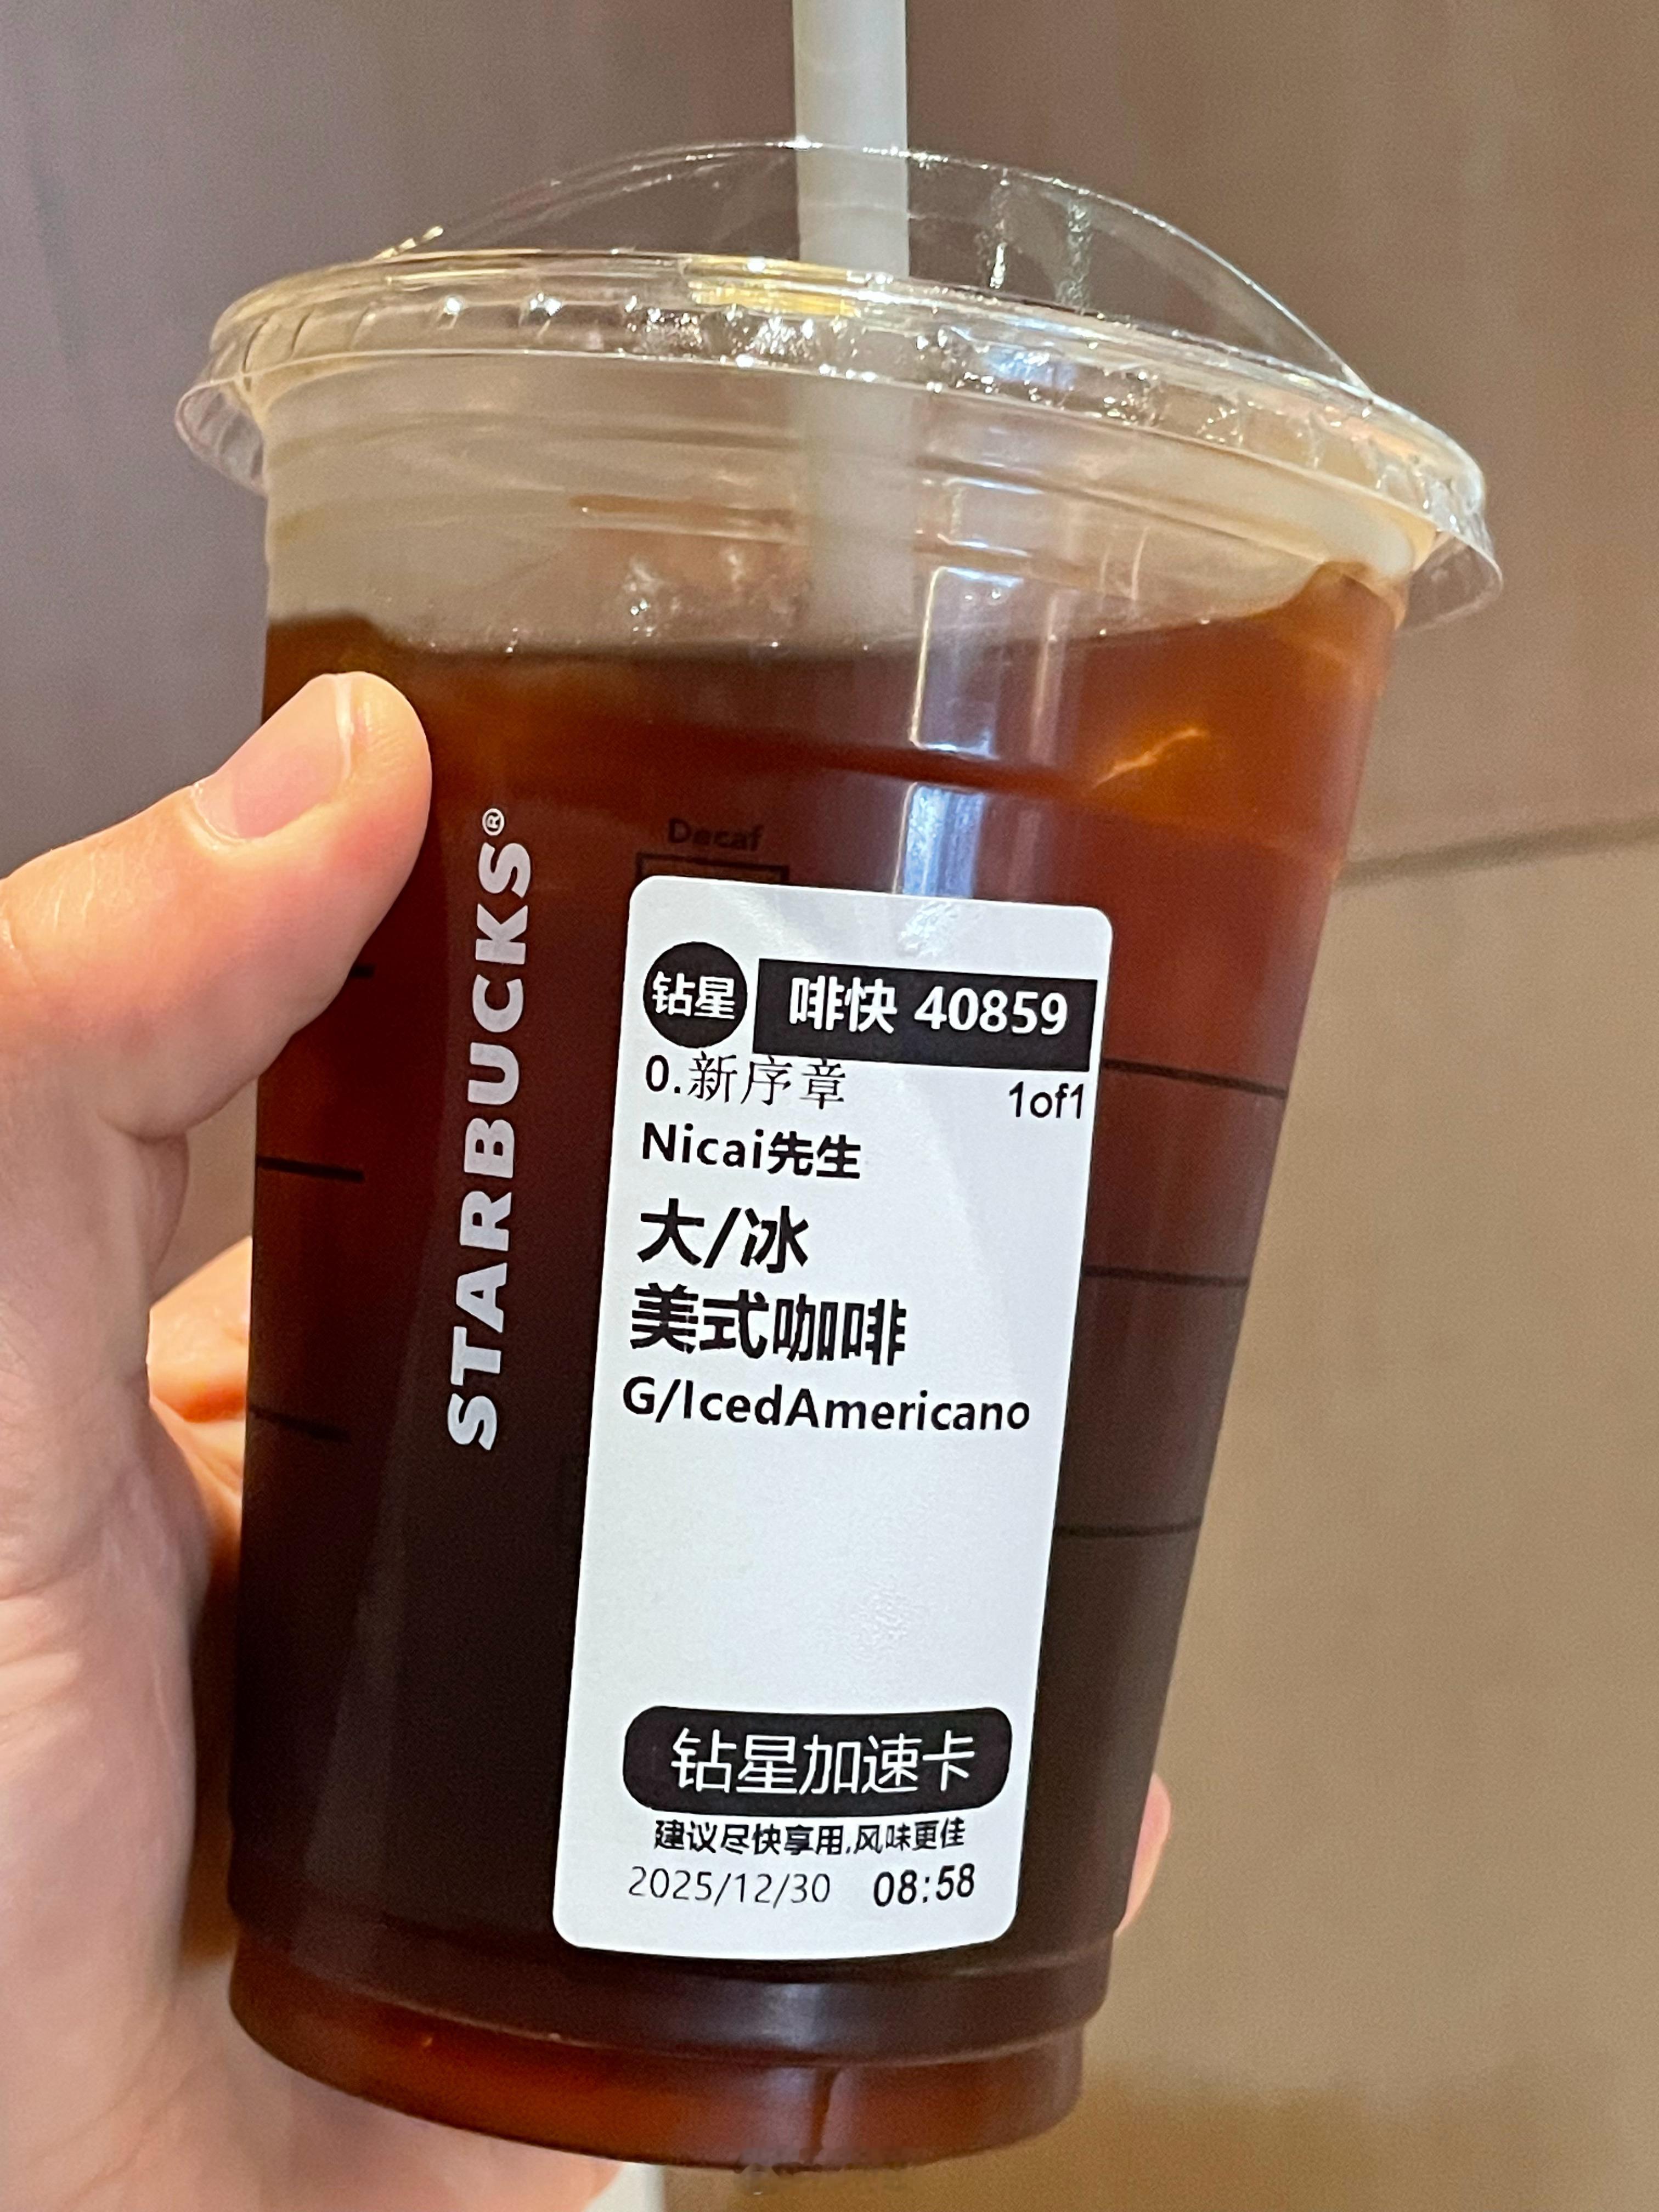 STARBUCKS®
Decaf
钻星 啡快 40859
0.新序章 1of1
Nicai先生
大/冰
美式咖啡
G/IcedAmericano
钻星加速卡
建议尽快享用,风味更佳
2025/12/30 08:58